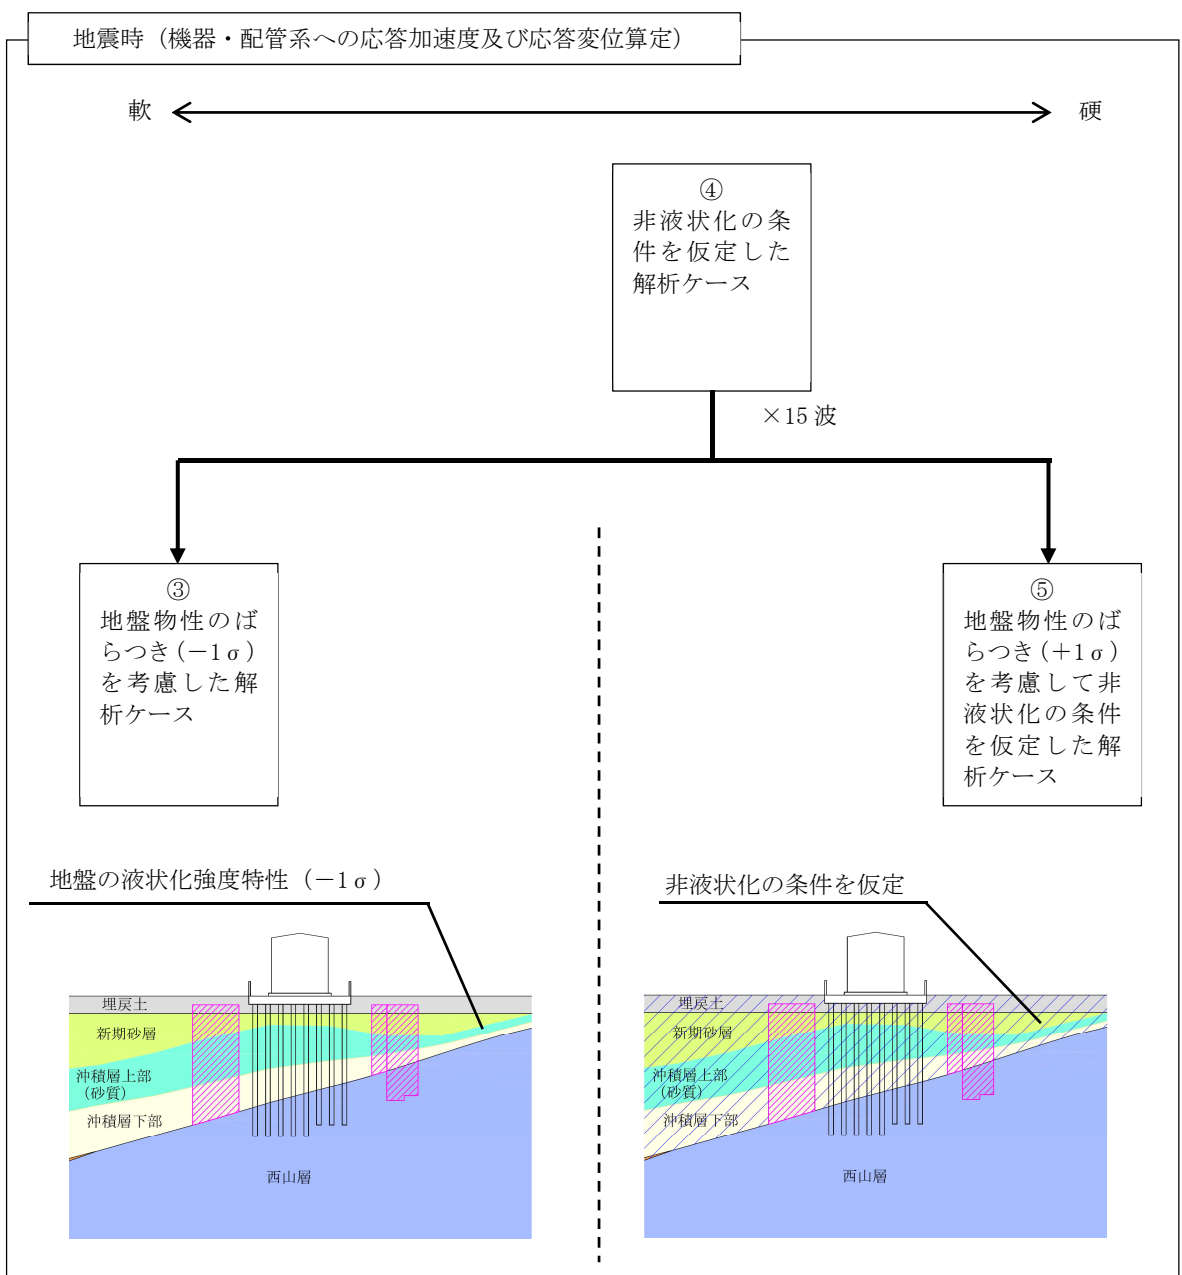 地震時（機器・配管系への応答加速度及び応答変位算定）
軟
硬
④
非液状化の条
件を仮定した
解析ケース
×15 波
③
地盤物性のば
らつき（－1σ）
を考慮した解
析ケース
⑤
地盤物性のば
らつき（＋1σ）
を考慮して非
液状化の条件
を仮定した解
析ケース
地盤の液状化強度特性（－1σ）
非液状化の条件を仮定
埋戻土
新期砂層
沖積層上部
（砂質）
沖積層下部
西山層
埋戻土
新期砂層
沖積層上部
（砂質）
沖積層下部
西山層